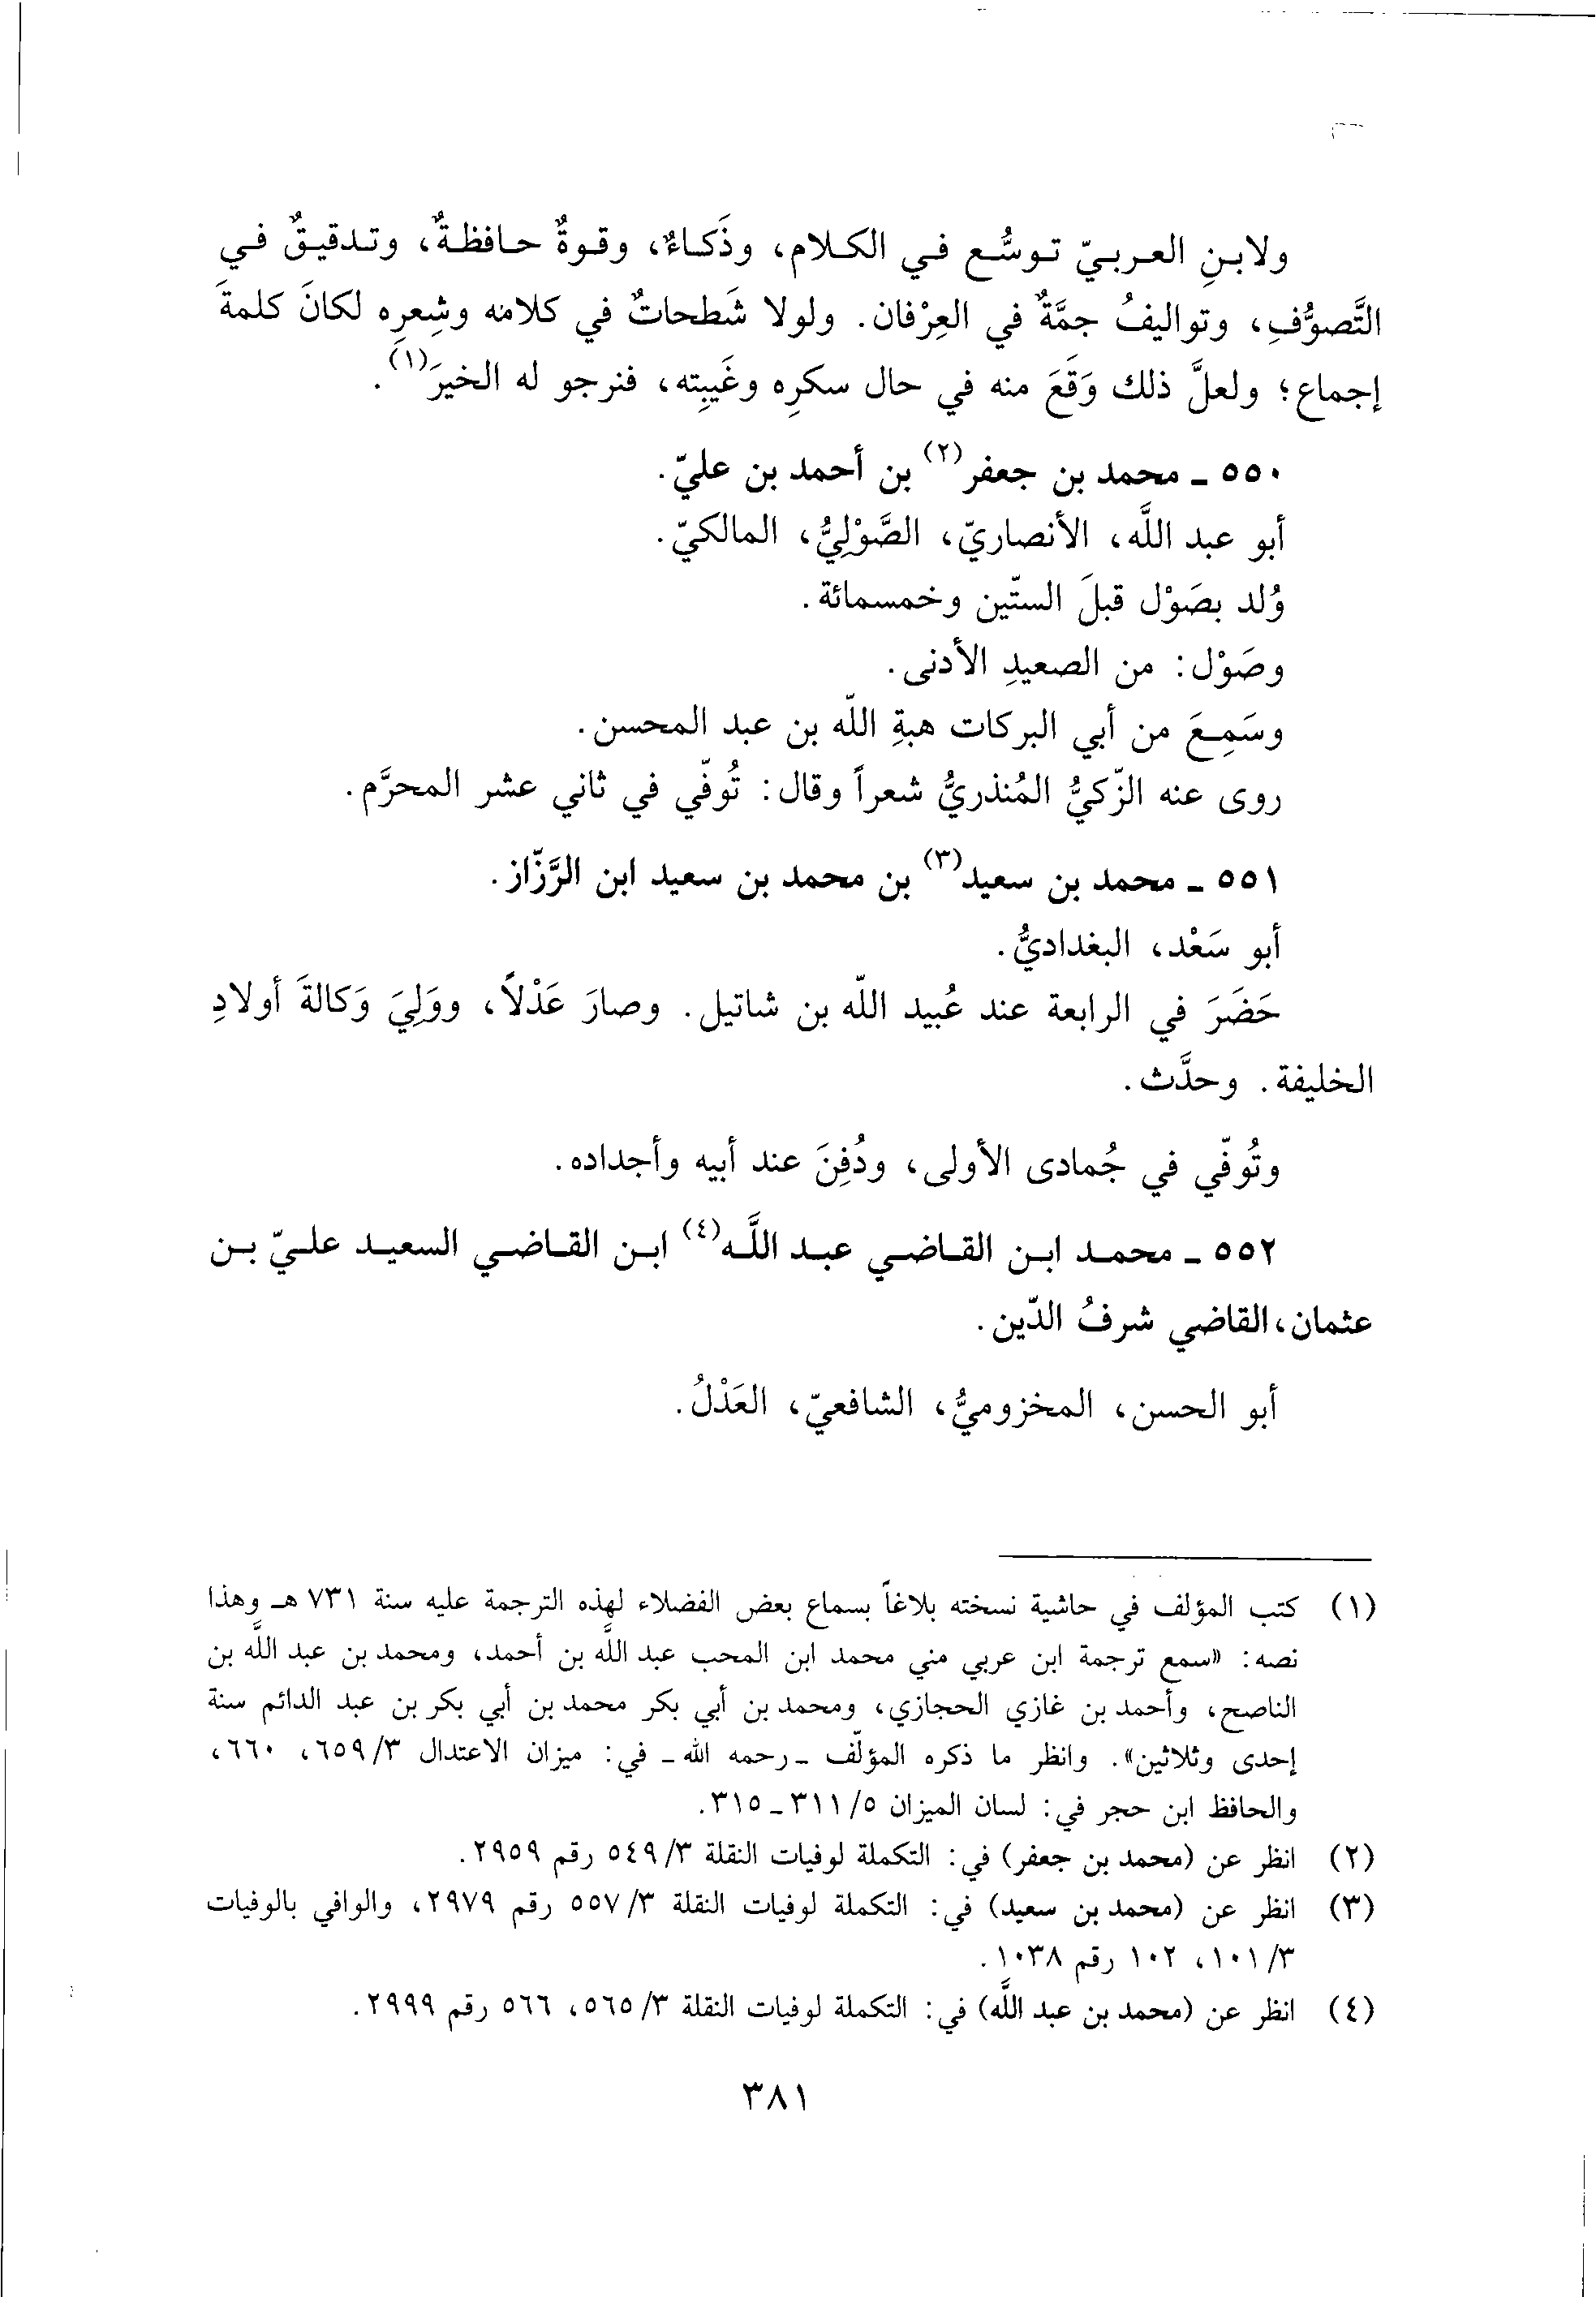 ولابنِ العربيّ توسُّع في الكلام، وذَكاءٌ، وقوةٌ حافظةٌ، وتدقيقٌ في
التَّصوُّفِ، وتواليفُ جمَّةٌ في العِرْفان. ولولا شَطحاتٌ في كلامه وشِعرِه لكانَ كلمةَ
إجماع؛ ولعلَّ ذلك وَقَعَ منه في حال سكرِه وغَيبِته، فنرجو له الخيرَ(١).
٥٥٠ ـ محمد بن جعفر(٢) بن أحمد بن عليّ.
أبو عبد اللَّه، الأنصاريّ، الصَّوْلِيُّ، المالكيّ.
وُلد بصَوْل قبلَ الستّين وخمسمائة.
وصَوْل: من الصعيدِ الأدنى.
وسَمِعَ من أبي البركات هبةِ اللّه بن عبد المحسن.
روى عنه الزّكيُّ المُنذريُّ شعراً وقال: تُوفّي في ثاني عشر المحرَّم.
٥٥١ ـ محمد بن سعيد(٣) بن محمد بن سعيد ابن الرَّزّاز.
أبو سَعْد، البغداديُّ.
حَضَرَ في الرابعة عند عُبيد اللّه بن شاتيل. وصارَ عَدْلاً، ووَلِيَ وَكالةَ أولادِ
الخليفة. وحدَّث.
وتُوفّي في جُمادى الأولى، ودُفِنَ عند أبيه وأجداده.
٥٥٢ ـ محمد ابن القاضي عبد اللَّه(٤) ابن القاضي السعيد عليّ بن
عثمان، القاضي شرفُ الدّين.
أبو الحسن، المخزوميُّ، الشافعيّ، العَدْلُ.
(١) كتب المؤلف في حاشية نسخته بلاغاً بسماع بعض الفضلاء لهذه الترجمة عليه سنة ٧٣١ هـ وهذا
نصه: «سمع ترجمة ابن عربي مني محمد ابن المحب عبد اللَّه بن أحمد، ومحمد بن عبد اللَّه بن
الناصح، وأحمد بن غازي الحجازي، ومحمد بن أبي بكر محمد بن أبي بكر بن عبد الدائم سنة
إحدى وثلاثين». وانظر ما ذكره المؤلّف ـ رحمه الله ـ في: ميزان الاعتدال ٣/ ٦٥٩، ٦٦٠،
والحافظ ابن حجر في: لسان الميزان ٥/ ٣١١ ـ ٣١٥.
(٢) انظر عن (محمد بن جعفر) في: التكملة لوفيات النقلة ٣/ ٥٤٩ رقم ٢٩٥٩.
(٣) انظر عن (محمد بن سعيد) في: التكملة لوفيات النقلة ٣/ ٥٥٧ رقم ٢٩٧٩، والوافي بالوفيات
٣/ ١٠١، ١٠٢ رقم ١٠٣٨.
(٤) انظر عن (محمد بن عبد اللَّه) في: التكملة لوفيات النقلة ٣/ ٥٦٥، ٥٦٦ رقم ٢٩٩٩.
٣٨١